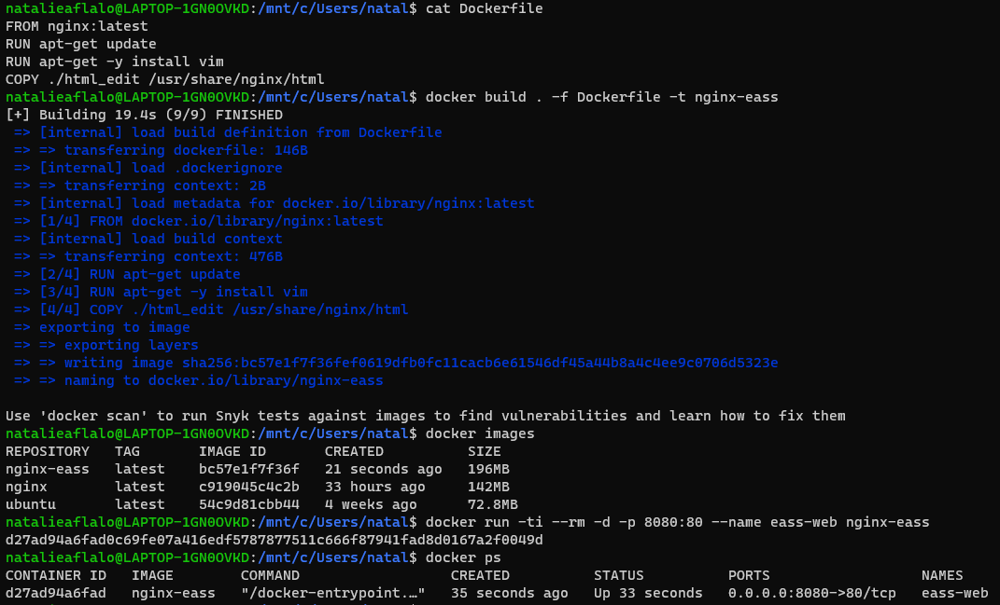 natalieaflalo@LAPTOP-1GN0OVKD:/mnt/c/Users/natal$ cat Dockerfile
FROM nginx:latest
RUN apt-get update
RUN apt-get -y install vim
COPY ./html_edit /usr/share/nginx/html
natalieaflalo@LAPTOP-1GN0OVKD:/mnt/c/Users/natal$ docker build . -f Dockerfile -t nginx-eass
[+] Building 19.4s (9/9) FINISHED
=> [internal] load build definition from Dockerfile
=> => transferring dockerfile: 146B
=> [internal] load .dockerignore
=> => transferring context: 2B
=> [internal] load metadata for docker.io/library/nginx:latest
=> [1/4] FROM docker.io/library/nginx:latest
=> [internal] load build context
=> => transferring context: 476B
=> [2/4] RUN apt-get update
=> [3/4] RUN apt-get -y install vim
=> [4/4] COPY ./html_edit /usr/share/nginx/html
=> exporting to image
=> => exporting layers
=> => writing image sha256:bc57e1f7f36fef0619dfb0fc11cacb6e61546df45a44b8a4c4ee9c0706d5323e
=> => naming to docker.io/library/nginx-eass
Use 'docker scan' to run Snyk tests against images to find vulnerabilities and learn how to fix them
natalieaflalo@LAPTOP-1GN0OVKD:/mnt/c/Users/natal$ docker images
REPOSITORY TAG IMAGE ID CREATED SIZE
nginx-eass latest bc57e1f7f36f 21 seconds ago 196MB
nginx latest c919045c4c2b 33 hours ago 142MB
ubuntu latest 54c9d81cbb44 4 weeks ago 72.8MB
natalieaflalo@LAPTOP-1GN0OVKD:/mnt/c/Users/natal$ docker run -ti --rm -d -p 8080:80 --name eass-web nginx-eass
d27ad94a6fad0c69fe07a416edf5787877511c666f87941fad8d0167a2f0049d
natalieaflalo@LAPTOP-1GN0OVKD:/mnt/c/Users/natal$ docker ps
CONTAINER ID IMAGE COMMAND CREATED STATUS PORTS NAMES
d27ad94a6fad nginx-eass "/docker-entrypoint.…" 35 seconds ago Up 33 seconds 0.0.0.0:8080->80/tcp eass-web